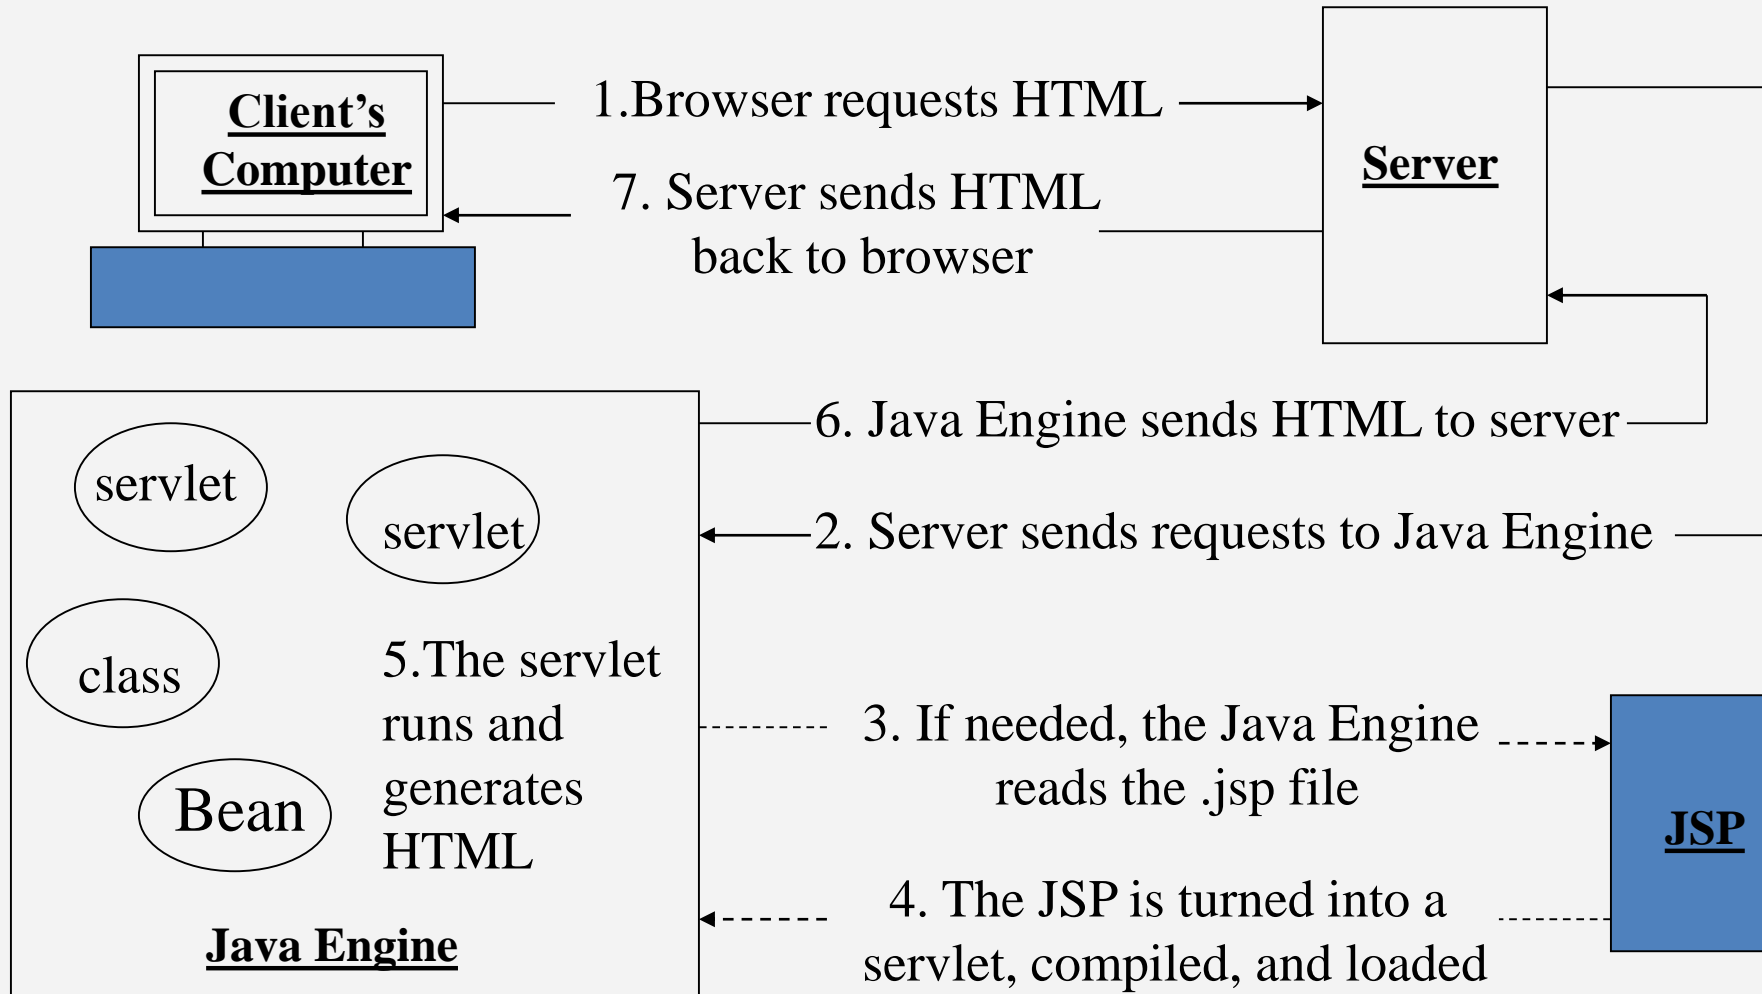 Client’s
Computer
1.Browser requests HTML
Server
7. Server sends HTML
back to browser
6. Java Engine sends HTML to server
servlet
servlet
2. Server sends requests to Java Engine
class
5.The servlet
runs and
generates
HTML
Bean
3. If needed, the Java Engine
reads the .jsp file
JSP
4. The JSP is turned into a
servlet, compiled, and loaded
Java Engine